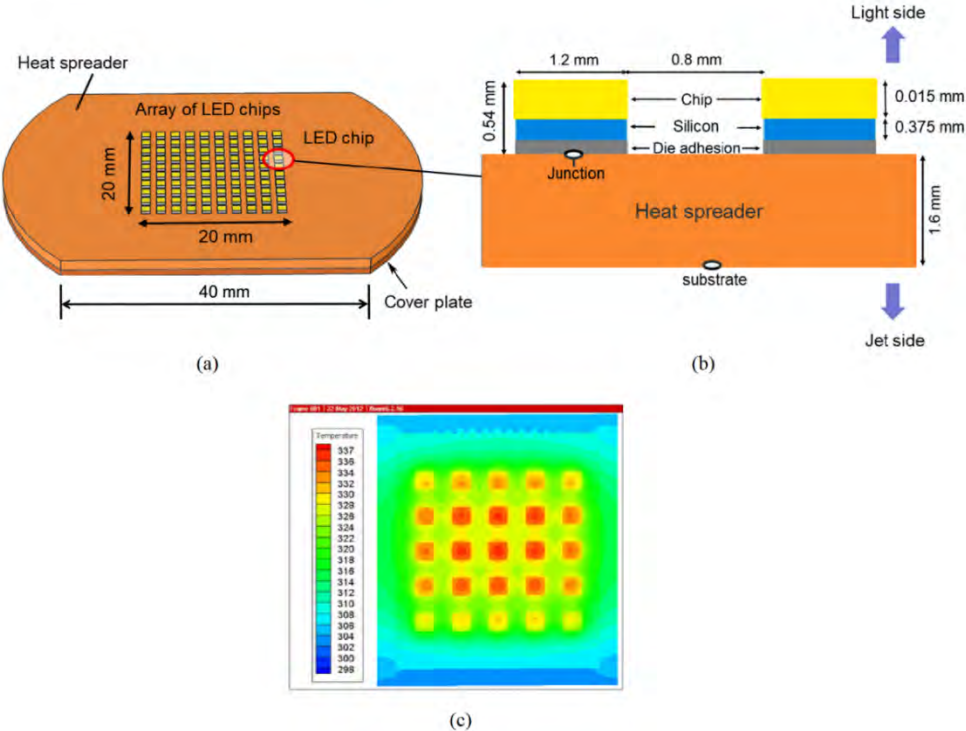 Light side
Heat spreader
Array of LED chips
LED chip
20 mm
20 mm
40 mm
Cover plate
(a)
1.2 mm
0.8 mm
0.54 mm
Chip
0.015 mm
Silicon
0.375 mm
Die adhesion
Junction
Heat spreader
1.6 mm
substrate
Jet side
(b)
Temperature
337
336
334
332
330
328
326
324
322
320
318
316
314
312
310
308
306
304
302
300
298
(c)